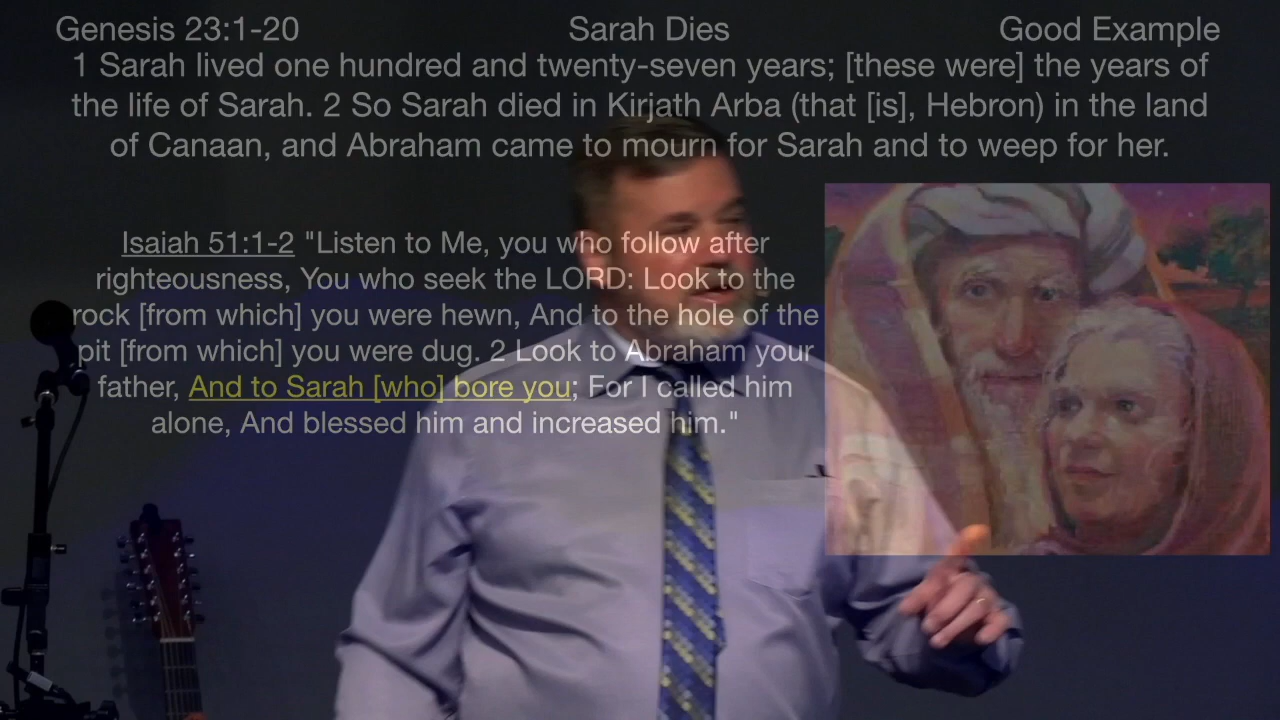 Genesis 23:1-20 Sarah Dies Good Example
1 Sarah lived one hundred and twenty-seven years; [these were] the years of
the life of Sarah. 2 So Sarah died in Kirjath Arba (that [is], Hebron) in the land
of Canaan, and Abraham came to mourn for Sarah and to weep for her.
Isaiah 51:1-2 "Listen to Me, you who follow after
righteousness, You who seek the LORD: Look to the
rock [from which] you were hewn, And to the hole of the
pit [from which] you were dug. 2 Look to Abraham your
father, And to Sarah [who] bore you; For I called him
alone, And blessed him and increased him."